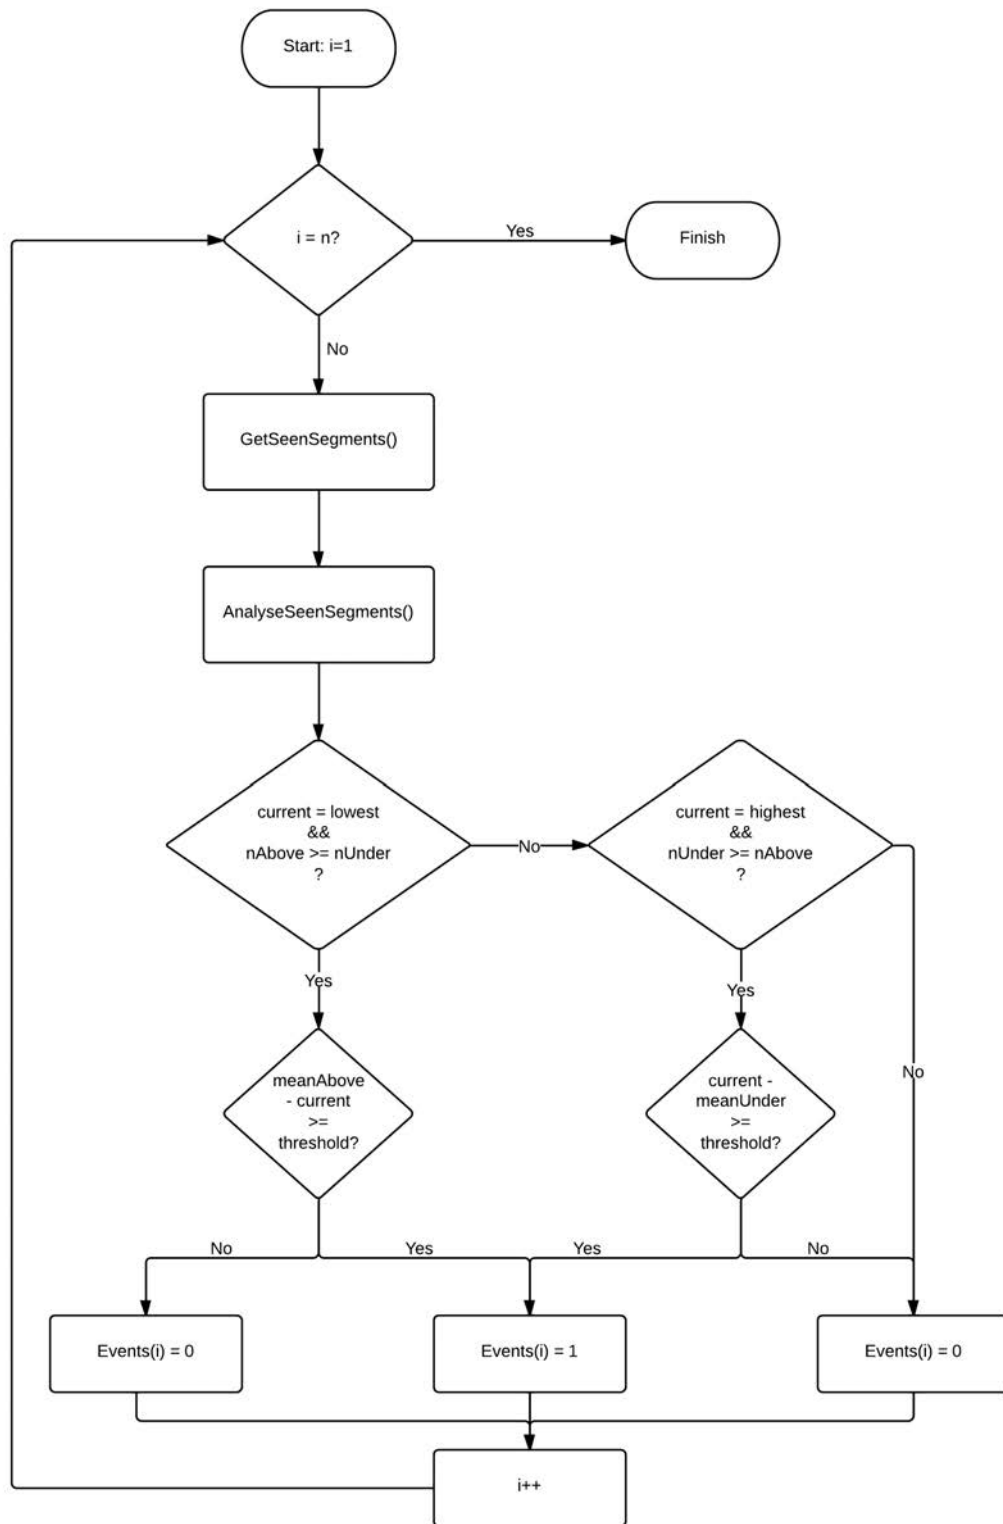 Start: i=1
i = n?
Yes
Finish
No
GetSeenSegments()
AnalyseSeenSegments()
current = lowest
&&
nAbove >= nUnder
?
No
current = highest
&&
nUnder >= nAbove
?
Yes
Yes
meanAbove
- current
>=
threshold?
current -
meanUnder
>=
threshold?
No
No
Yes
Yes
No
Events(i) = 0
Events(i) = 1
Events(i) = 0
i++